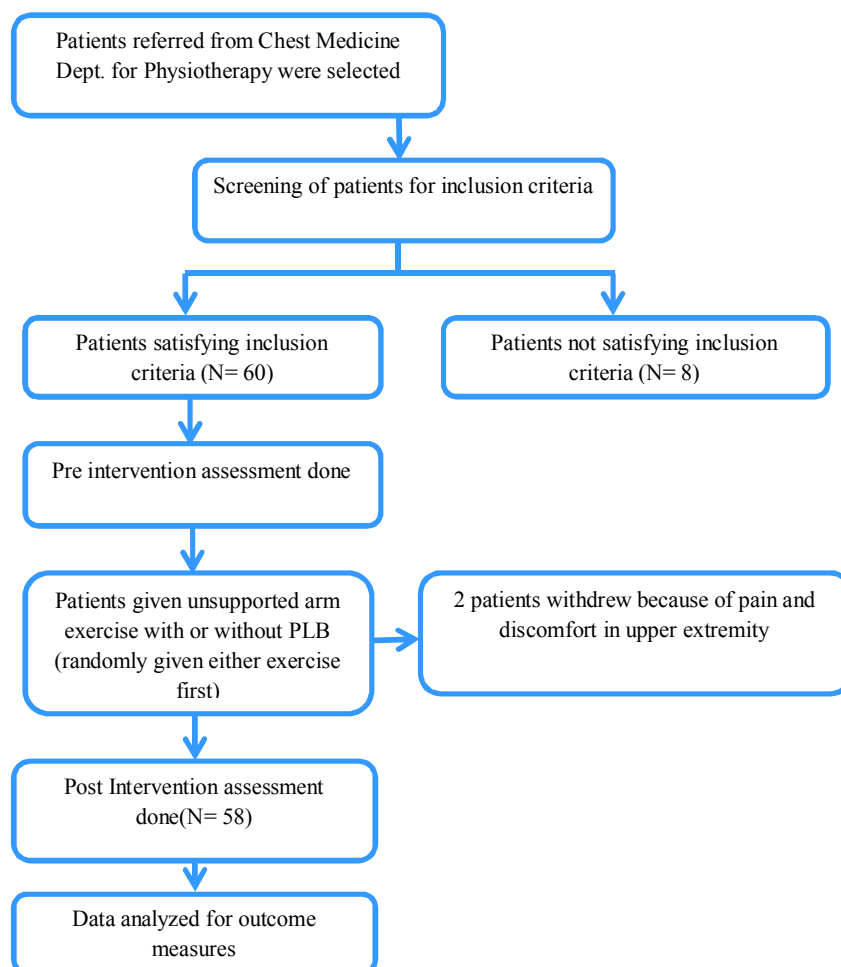 Patients referred from Chest Medicine
Dept. for Physiotherapy were selected
Screening of patients for inclusion criteria
Patients satisfying inclusion
criteria (N= 60)
Patients not satisfying inclusion
criteria (N= 8)
Pre intervention assessment done
Patients given unsupported arm
exercise with or without PLB
(randomly given either exercise
first)
2 patients withdrew because of pain and
discomfort in upper extremity
Post Intervention assessment
done(N= 58)
Data analyzed for outcome
measures